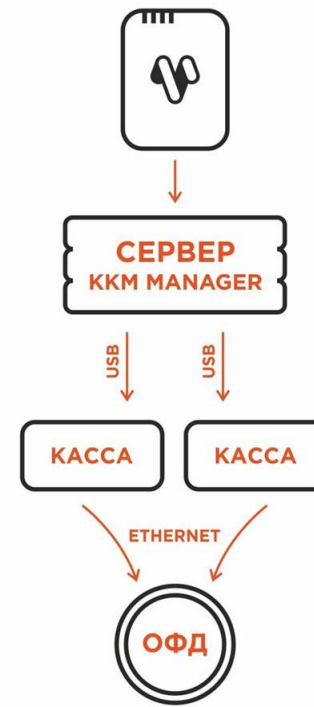 СЕРВЕР
KKM MANAGER
USB
USB
КАССА
КАССА
ETHERNET
ОФД